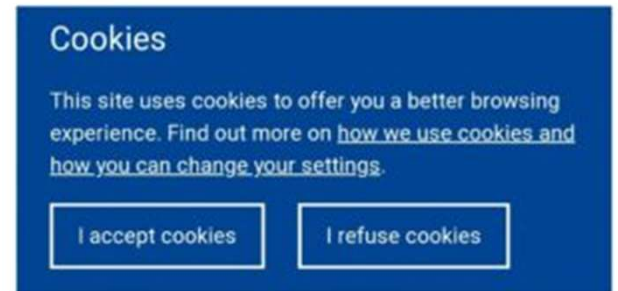 Cookies
This site uses cookies to offer you a better browsing
experience. Find out more on how we use cookies and
how you can change your settings.
I accept cookies
I refuse cookies